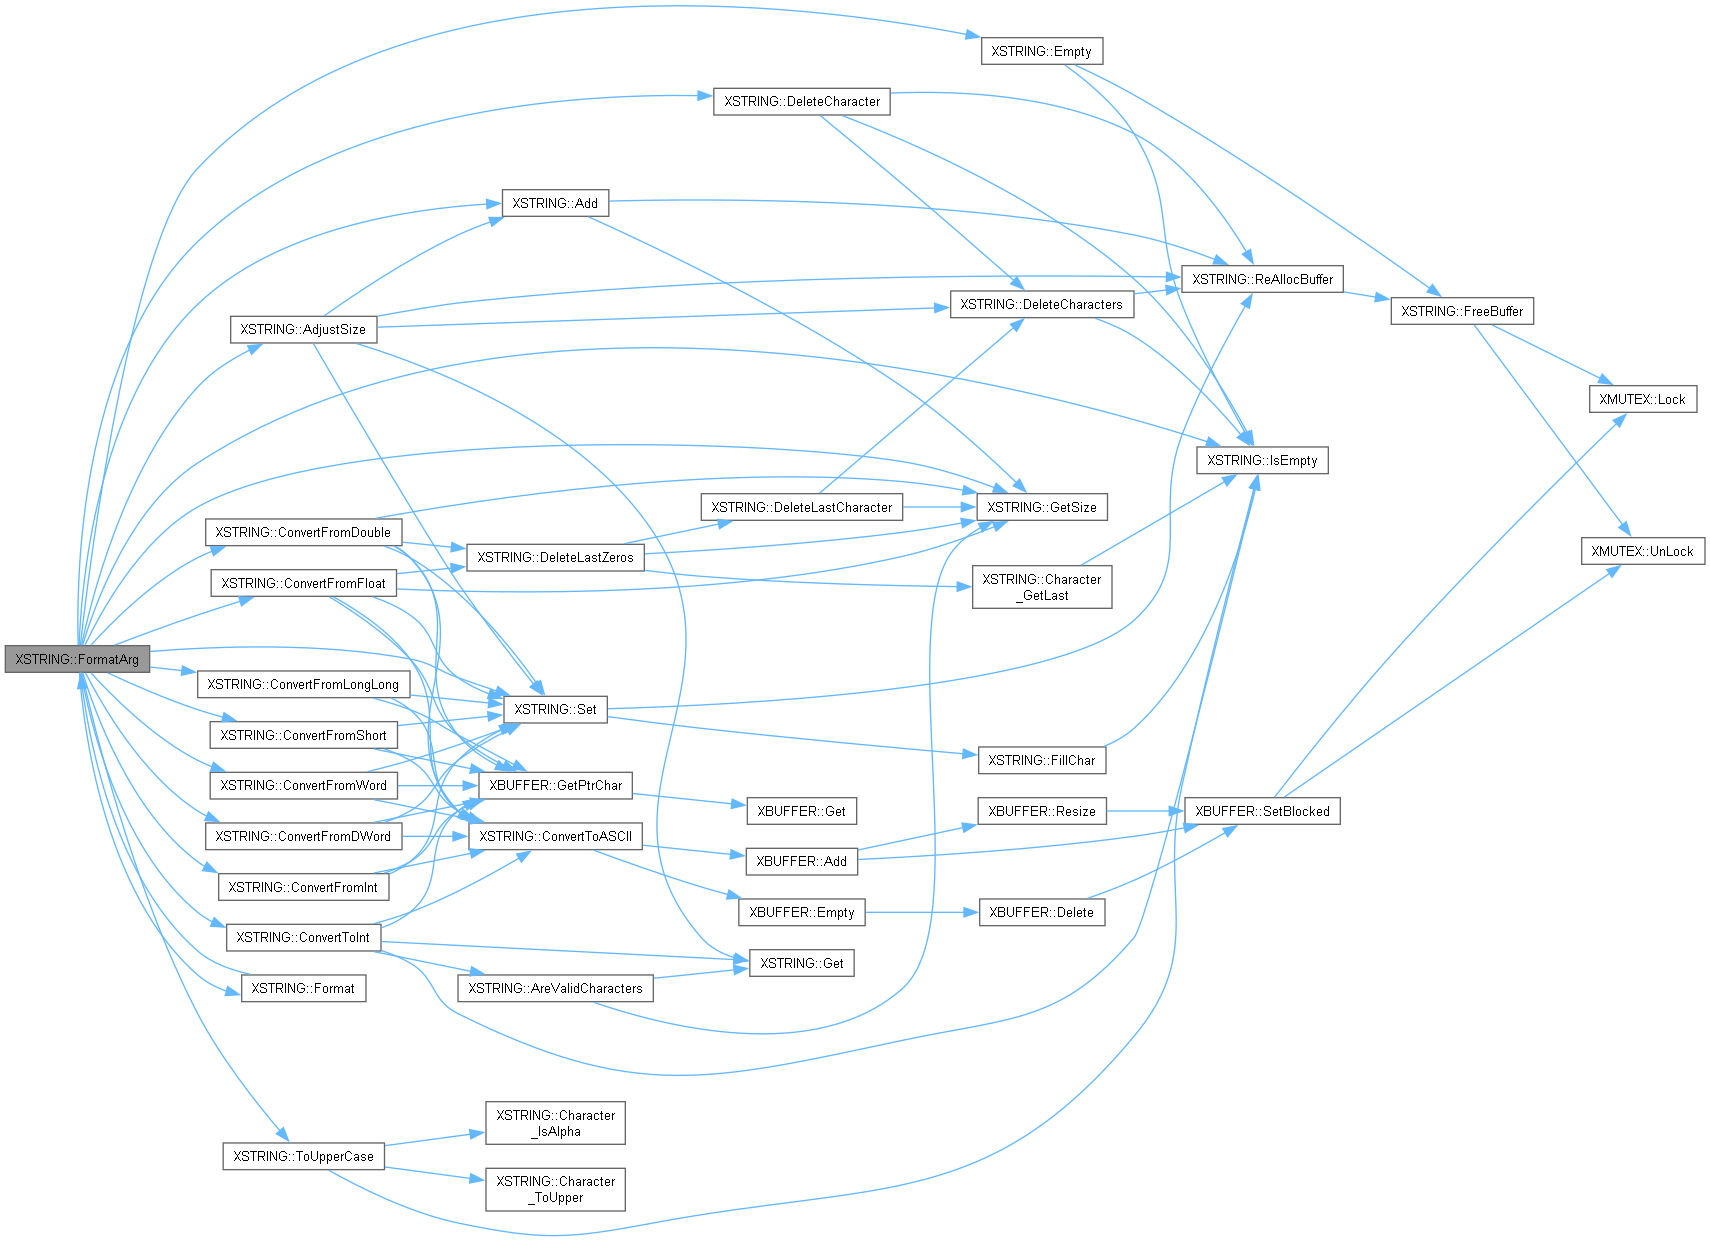 XSTRING::Empty
XSTRING::DeleteCharacter
XSTRING::Add
XSTRING::ReAllocBuffer
XSTRING::DeleteCharacters
XSTRING::FreeBuffer
XSTRING::AdjustSize
XMUTEX::Lock
XSTRING::IsEmpty
XSTRING::DeleteLastCharacter
XSTRING::GetSize
XSTRING::ConvertFromDouble
XSTRING::DeleteLastZeros
XMUTEX::UnLock
XSTRING::ConvertFromFloat
XSTRING::Character
_GetLast
XSTRING::FormatArg
XSTRING::ConvertFromLongLong
XSTRING::Set
XSTRING::ConvertFromShort
XSTRING::FillChar
XSTRING::ConvertFromWord
XBUFFER::GetPtrChar
XBUFFER::Get
XBUFFER::Resize
XBUFFER::SetBlocked
XSTRING::ConvertFromDWord
XSTRING::ConvertToASCII
XBUFFER::Add
XSTRING::ConvertFromInt
XBUFFER::Empty
XBUFFER::Delete
XSTRING::ConvertToInt
XSTRING::Get
XSTRING::Format
XSTRING::AreValidCharacters
XSTRING::Character
_IsAlpha
XSTRING::ToUpperCase
XSTRING::Character
_ToUpper